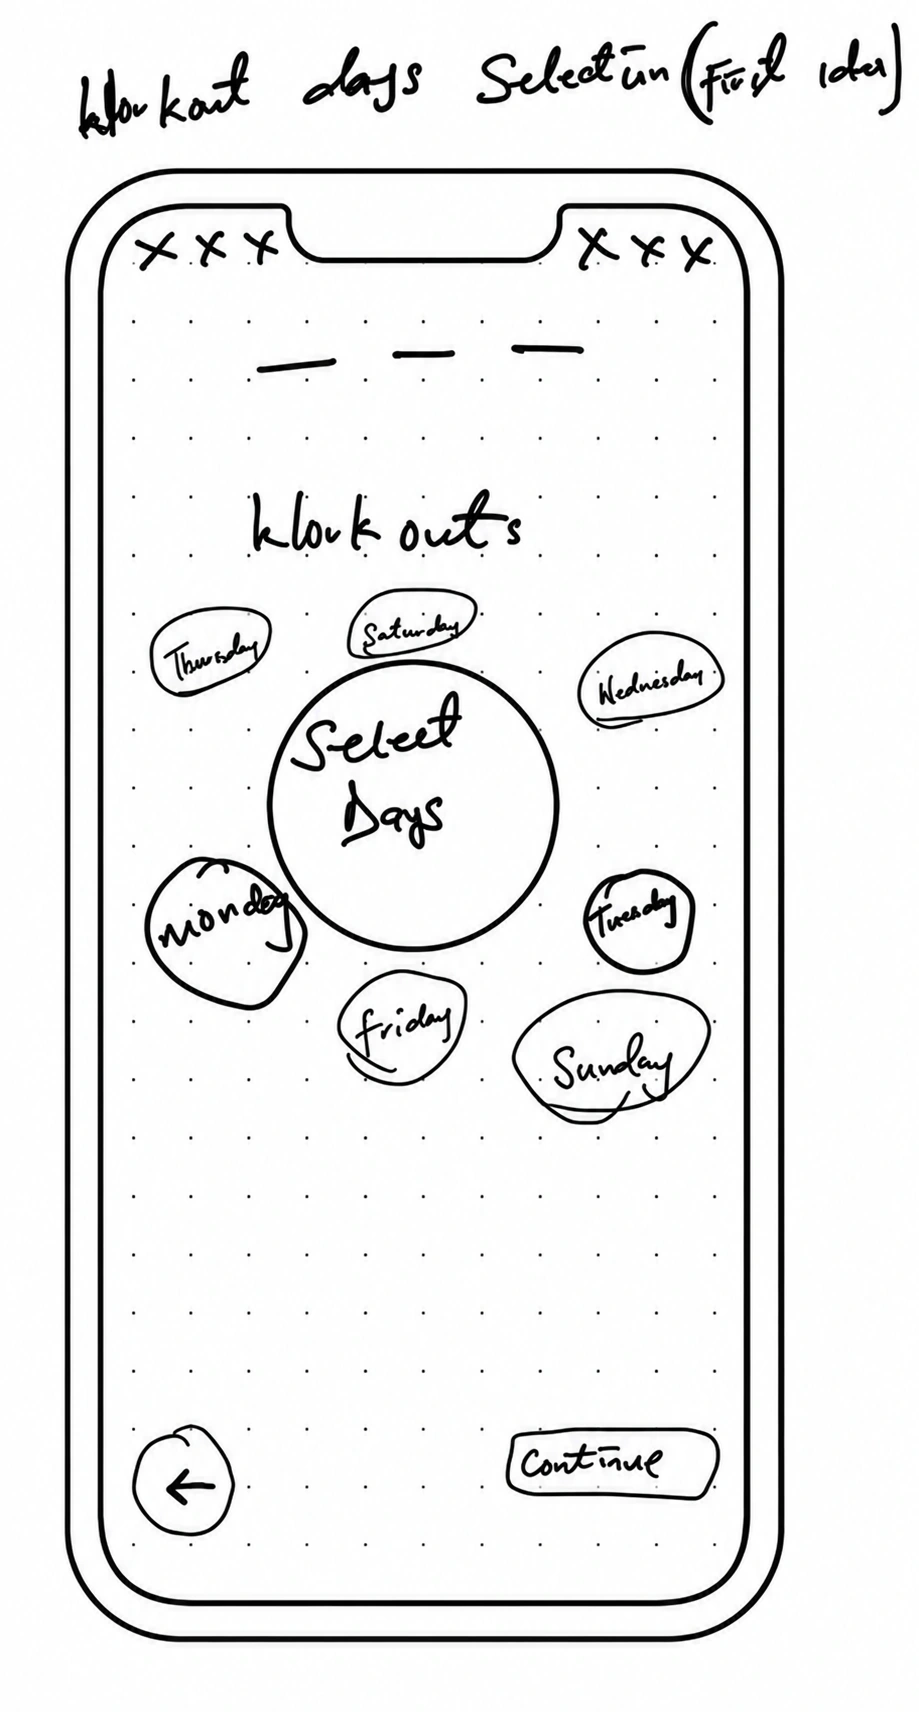 Workout days Selection (First idea)
X X X X X X
Workouts
Thursday Saturday Wednesday
Select
Days
Monday Tuesday
Friday Sunday
←
Continue